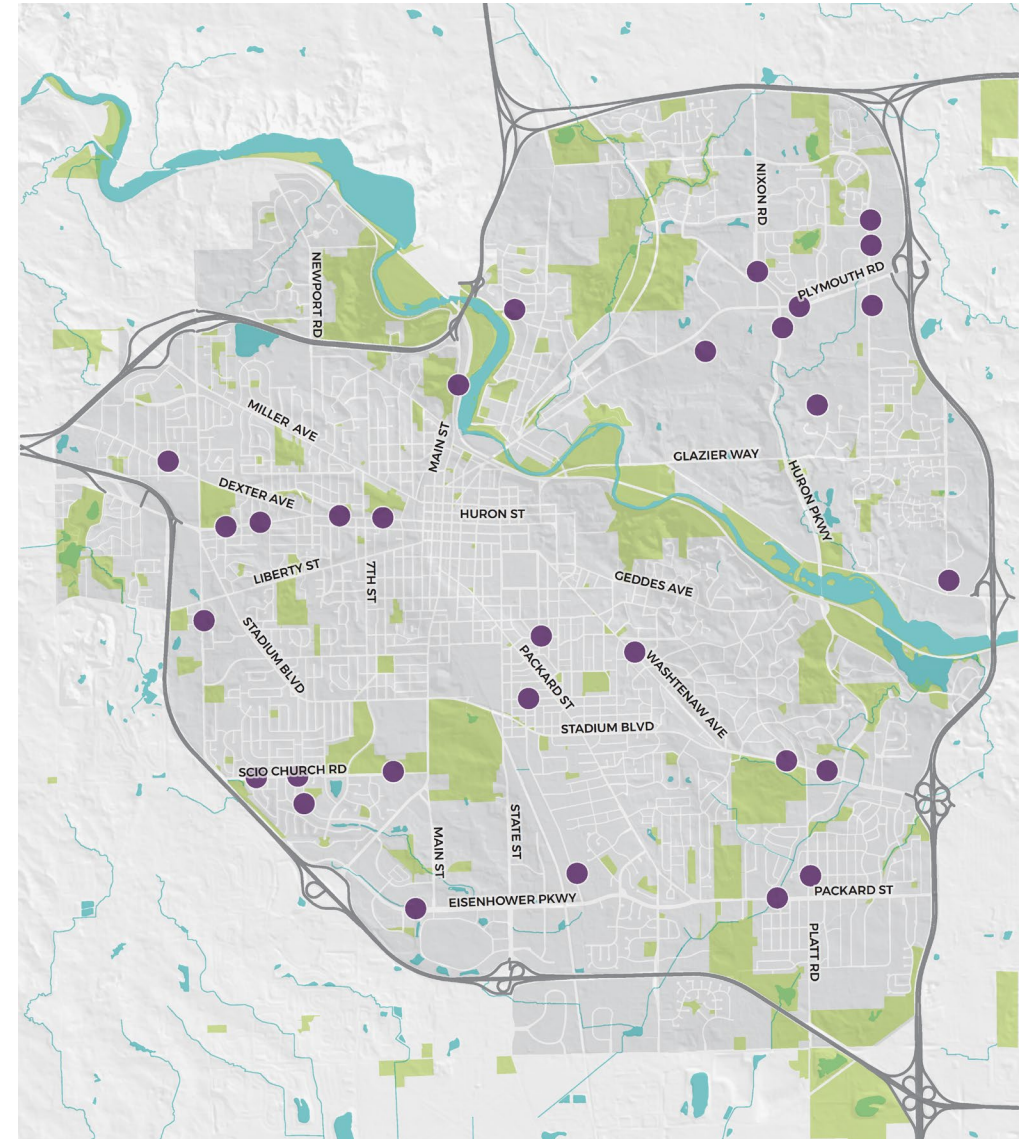 NIXON RD
NEWPORT RD
PLYMOUTH RD
MILLER AVE
MAIN ST
GLAZIER WAY
DEXTER AVE
HURON PKWY
HURON ST
LIBERTY ST
7TH ST
GEDDES AVE
STADIUM BLVD
PACKARD ST
WASHTENAW AVE
STADIUM BLVD
SCIO CHURCH RD
STATE ST
MAIN ST
EISENHOWER PKWY
PACKARD ST
PLATT RD